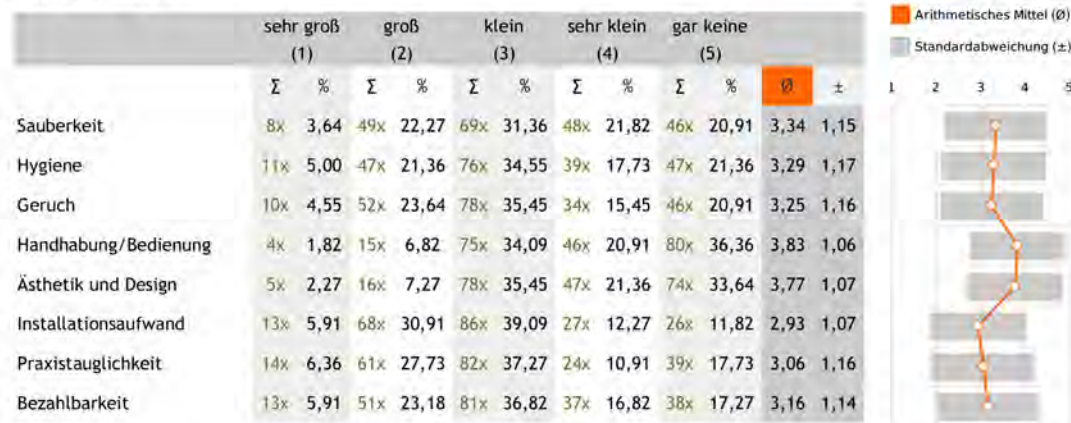 sehr groß groß klein sehr klein gar keine
(1) (2) (3) (4) (5)
Σ % Σ % Σ % Σ % Σ % Ø ±
Sauberkeit 8x 3,64 49x 22,27 69x 31,36 48x 21,82 46x 20,91 3,34 1,15
Hygiene 11x 5,00 47x 21,36 76x 34,55 39x 17,73 47x 21,36 3,29 1,17
Geruch 10x 4,55 52x 23,64 78x 35,45 34x 15,45 46x 20,91 3,25 1,16
Handhabung/Bedienung 4x 1,82 15x 6,82 75x 34,09 46x 20,91 80x 36,36 3,83 1,06
Ästhetik und Design 5x 2,27 16x 7,27 78x 35,45 47x 21,36 74x 33,64 3,77 1,07
Installationsaufwand 13x 5,91 68x 30,91 86x 39,09 27x 12,27 26x 11,82 2,93 1,07
Praxistauglichkeit 14x 6,36 61x 27,73 82x 37,27 24x 10,91 39x 17,73 3,06 1,16
Bezahlbarkeit 13x 5,91 51x 23,18 81x 36,82 37x 16,82 38x 17,27 3,16 1,14
Arithmetisches Mittel (Ø)
Standardabweichung (±)
1 2 3 4 5